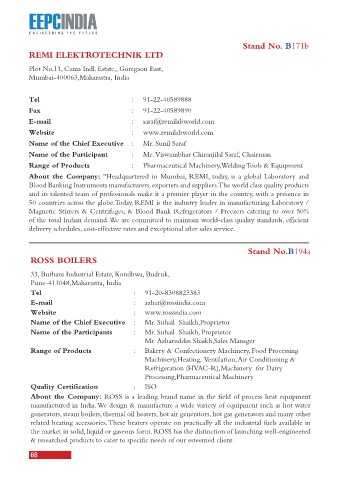 EEPC INDIA
ENGINEERING THE FUTURE
Stand No. B171b
REMI ELEKTROTECHNIK LTD
Plot No.11, Cama Indl. Estate,, Goregaon East,
Mumbai-400063,Maharastra, India
Tel : 91-22-40589888
Fax : 91-22-40589890
E-mail : saraf@remilabworld.com
Website : www.remilabworld.com
Name of the Chief Executive : Mr. Sunil Saraf
Name of the Participant : Mr. Viswambhar Chiranjilal Saraf, Chairman
Range of Products : Pharmaceutical Machinery,Welding Tools & Equipment
About the Company: "Headquartered in Mumbai, REMI, today, is a global Laboratory and
Blood Banking Instruments manufacturers, exporters and suppliers.The world class quality products
and its talented team of professionals make it a premier player in the country, with a presence in
50 countries across the globe.Today, REMI is the industry leader in manufacturing Laboratory /
Magnetic Stirrers & Centrifuges, & Blood Bank Refrigerators / Freezers catering to over 50%
of the total Indian demand. We are committed to maintain world-class quality standards, efficient
delivery schedules, cost-effective rates and exceptional after sales service.
Stand No.B194a
ROSS BOILERS
33, Burhani Industrial Estate, Kondhwa, Budruk,
Pune-411048,Maharastra, India
Tel : 91-20-8308823383
E-mail : azhar@rossindia.com
Website : www.rossindia.com
Name of the Chief Executive : Mr. Suhail Shaikh,Proprietor
Name of the Participants : Mr. Suhail Shaikh, Proprietor
Mr. Azharuddin Shaikh,Sales Manager
Range of Products : Bakery & Confectionery Machinery, Food Processing
Machinery,Heating, Ventilation, Air Conditioning &
Refrigeration (HVAC-R),Machinery for Dairy
Processing,Pharmaceutical Machinery
Quality Certification : ISO
About the Company: ROSS is a leading brand name in the field of process heat equipment
manufactured in India. We design & manufacture a wide variety of equipment such as hot water
generators, steam boilers, thermal oil heaters, hot air generators, hot gas generators and many other
related heating accessories. These heaters operate on practically all the industrial fuels available in
the market in solid, liquid or gaseous form. ROSS has the distinction of launching well-engineered
& researched products to cater to specific needs of our esteemed client.
68